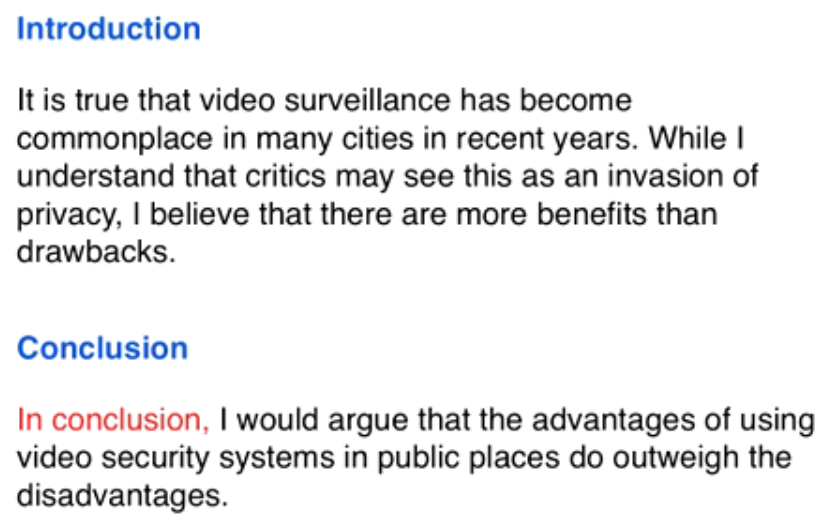 Introduction
It is true that video surveillance has become
commonplace in many cities in recent years. While I
understand that critics may see this as an invasion of
privacy, I believe that there are more benefits than
drawbacks.
Conclusion
In conclusion, I would argue that the advantages of using
video security systems in public places do outweigh the
disadvantages.